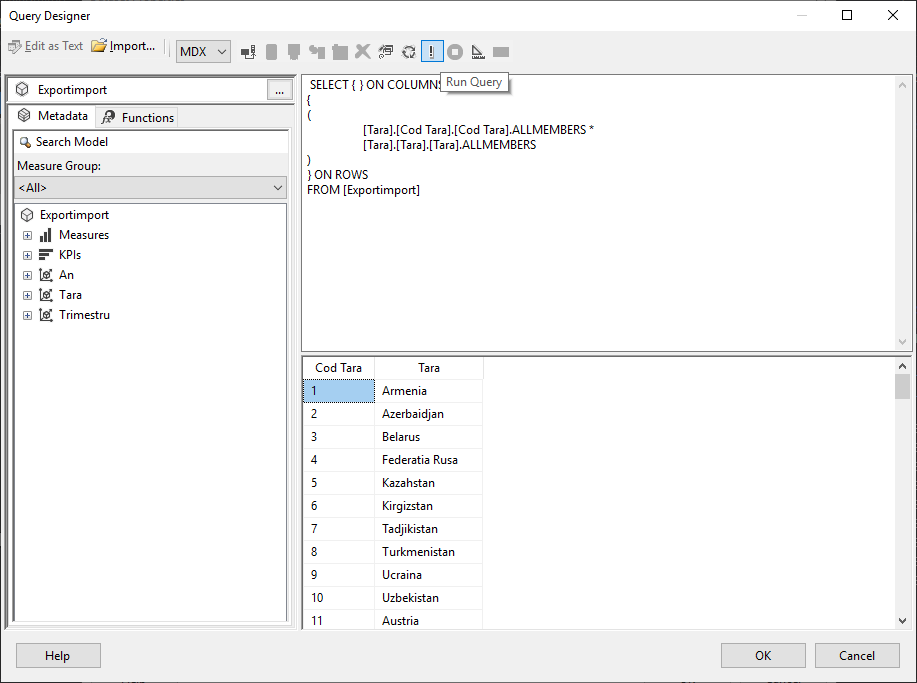 Query Designer
Edit as Text Import... MDX
Exportimport ...
Metadata Functions
Search Model
Measure Group:
<All>
Exportimport
Measures
KPIs
An
Tara
Trimestru
SELECT { } ON COLUMNS
Run Query
{
(
[Tara].[Cod Tara].[Cod Tara].ALLMEMBERS *
[Tara].[Tara].[Tara].ALLMEMBERS
)
} ON ROWS
FROM [Exportimport]
Cod Tara Tara
1 Armenia
2 Azerbaidjan
3 Belarus
4 Federatia Rusa
5 Kazahstan
6 Kirgizstan
7 Tadjikistan
8 Turkmenistan
9 Ucraina
10 Uzbekistan
11 Austria
Help OK Cancel